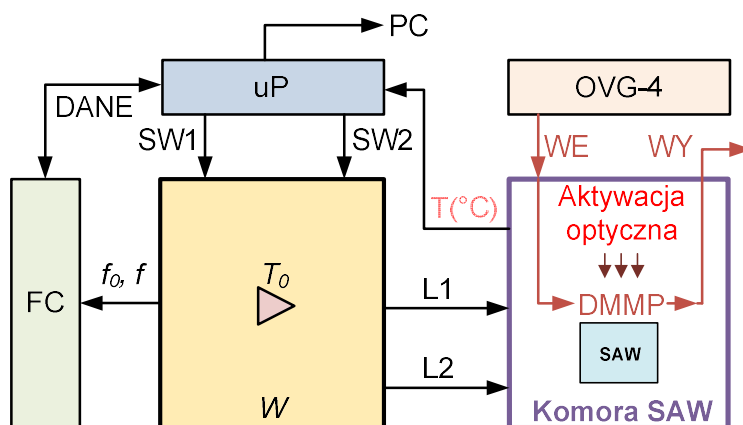 PC
uP
OVG-4
DANE
SW1
SW2
WE
WY
T(°C)
Aktywacja
optyczna
f0, f
T0
FC
L1
DMMP
SAW
L2
W
Komora SAW